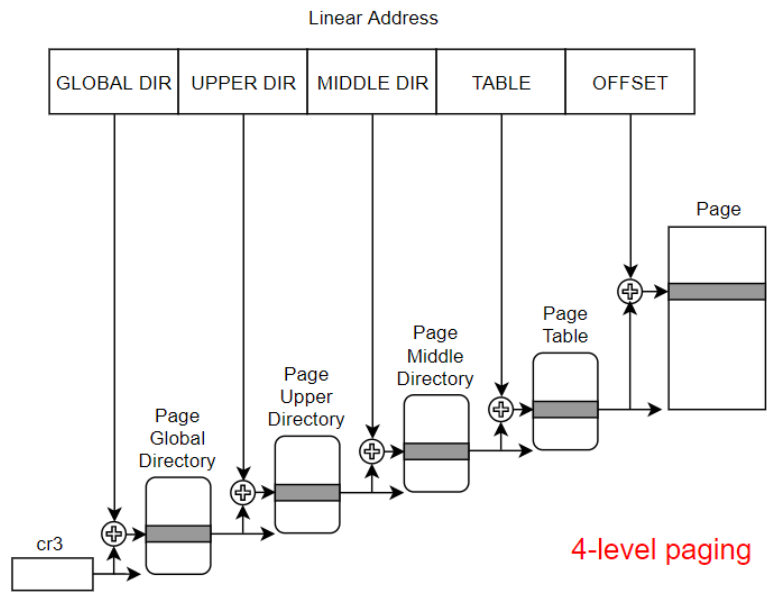 Linear Address
GLOBAL DIR UPPER DIR MIDDLE DIR TABLE OFFSET
Page
Page
Table
Page
Middle
Directory
Page
Upper
Directory
Page
Global
Directory
cr3
4-level paging